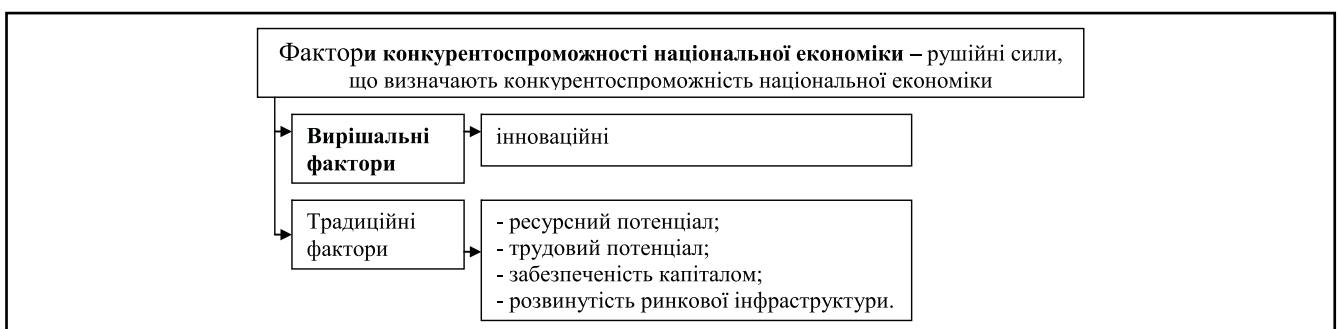 Фактори конкурентоспроможності національної економіки – рушійні сили,
що визначають конкурентоспроможність національної економіки
Вирішальні
фактори
інноваційні
Традиційні
фактори
- ресурсний потенціал;
- трудовий потенціал;
- забезпеченість капіталом;
- розвинутість ринкової інфраструктури.